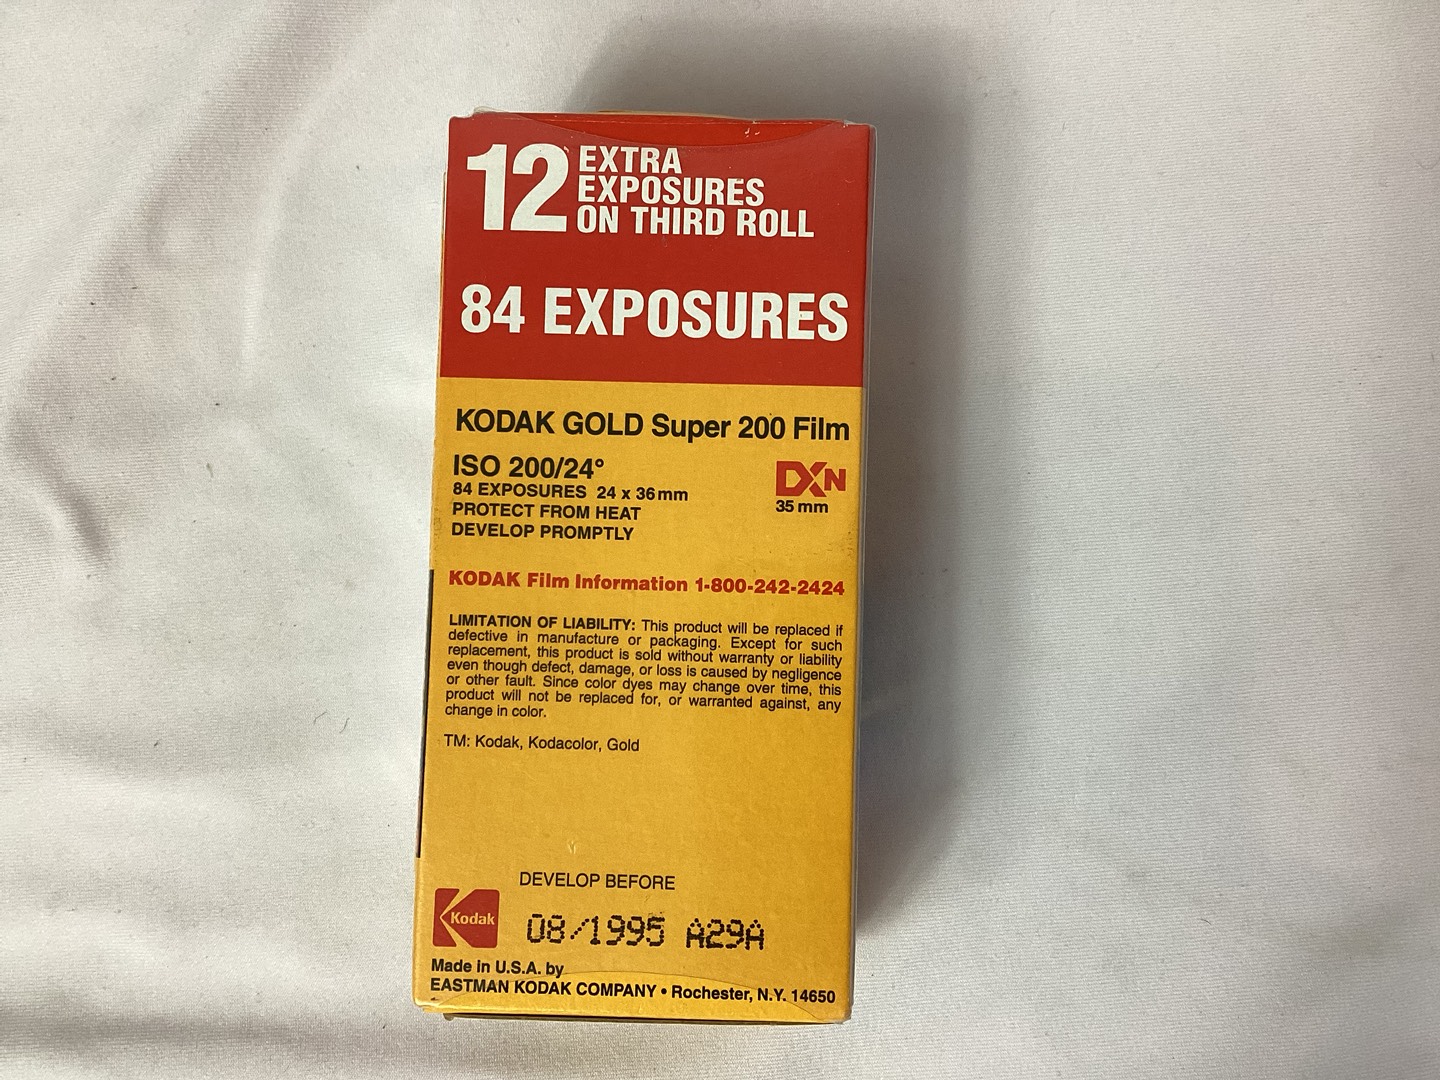 12 EXTRA
EXPOSURES
ON THIRD ROLL
84 EXPOSURES
KODAK GOLD Super 200 Film
ISO 200/24°
84 EXPOSURES 24 x 36mm
PROTECT FROM HEAT
DEVELOP PROMPTLY
DXN
35 mm
KODAK Film Information 1-800-242-2424
LIMITATION OF LIABILITY: This product will be replaced if
defective in manufacture or packaging. Except for such
replacement, this product is sold without warranty or liability
even though defect, damage, or loss is caused by negligence
or other fault. Since color dyes may change over time, this
product will not be replaced for, or warranted against, any
change in color.
TM: Kodak, Kodacolor, Gold
DEVELOP BEFORE
Kodak
08/1995 A29A
Made in U.S.A. by
EASTMAN KODAK COMPANY • Rochester, N.Y. 14650